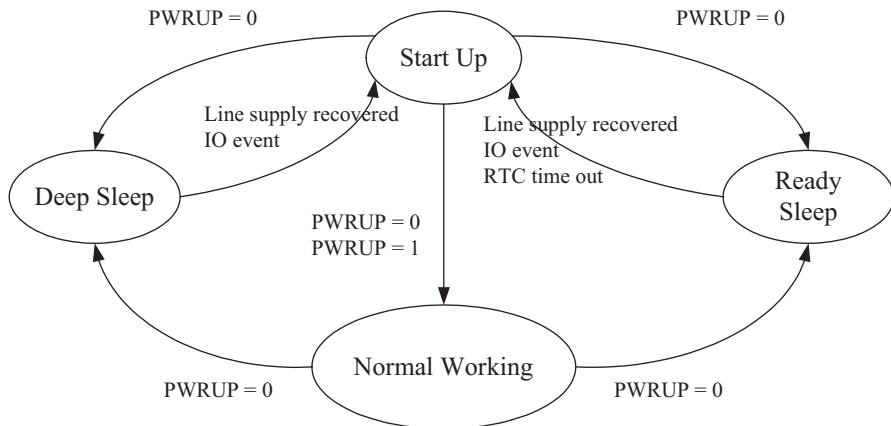 PWRUP = 0
PWRUP = 0
Start Up
Line supply recovered
IO event
Line supply recovered
IO event
RTC time out
Deep Sleep
Ready
Sleep
PWRUP = 0
PWRUP = 1
Normal Working
PWRUP = 0
PWRUP = 0